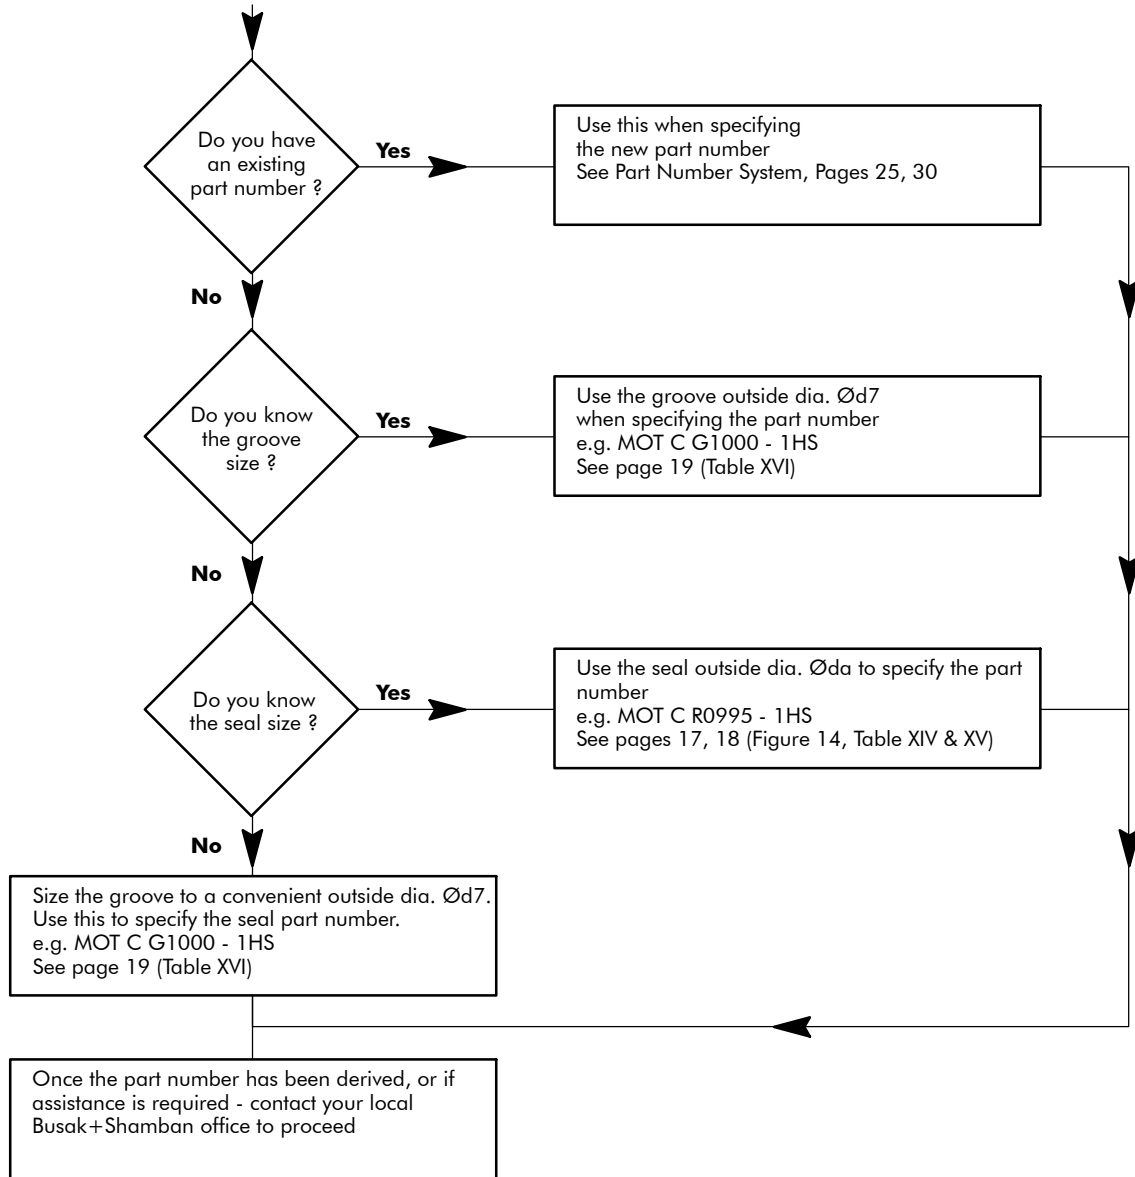 Do you have
an existing
part number ?
Yes
Use this when specifying
the new part number
See Part Number System, Pages 25, 30
No
Do you know
the groove
size ?
Yes
Use the groove outside dia. Ød7
when specifying the part number
e.g. MOT C G1000 - 1HS
See page 19 (Table XVI)
No
Do you know
the seal size ?
Yes
Use the seal outside dia. Øda to specify the part
number
e.g. MOT C R0995 - 1HS
See pages 17, 18 (Figure 14, Table XIV & XV)
No
Size the groove to a convenient outside dia. Ød7.
Use this to specify the seal part number.
e.g. MOT C G1000 - 1HS
See page 19 (Table XVI)
Once the part number has been derived, or if
assistance is required - contact your local
Busak+Shamban office to proceed